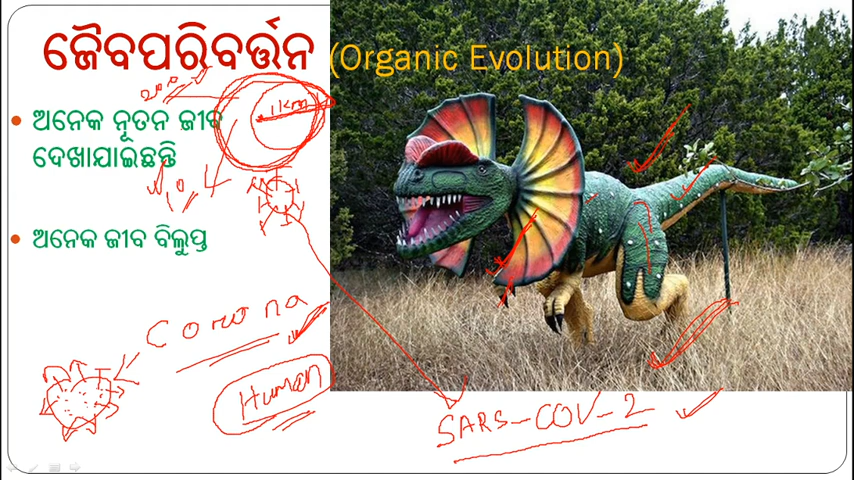 ଜୈବପରିବର୍ତ୍ତନ (Organic Evolution)
ଅନେକ ନୂତନ ଜୀବ
ଦେଖାଯାଇଛନ୍ତି
ଅନେକ ଜୀବ ବିଲୁପ୍ତ
Corona
Human
SARS-COV-2